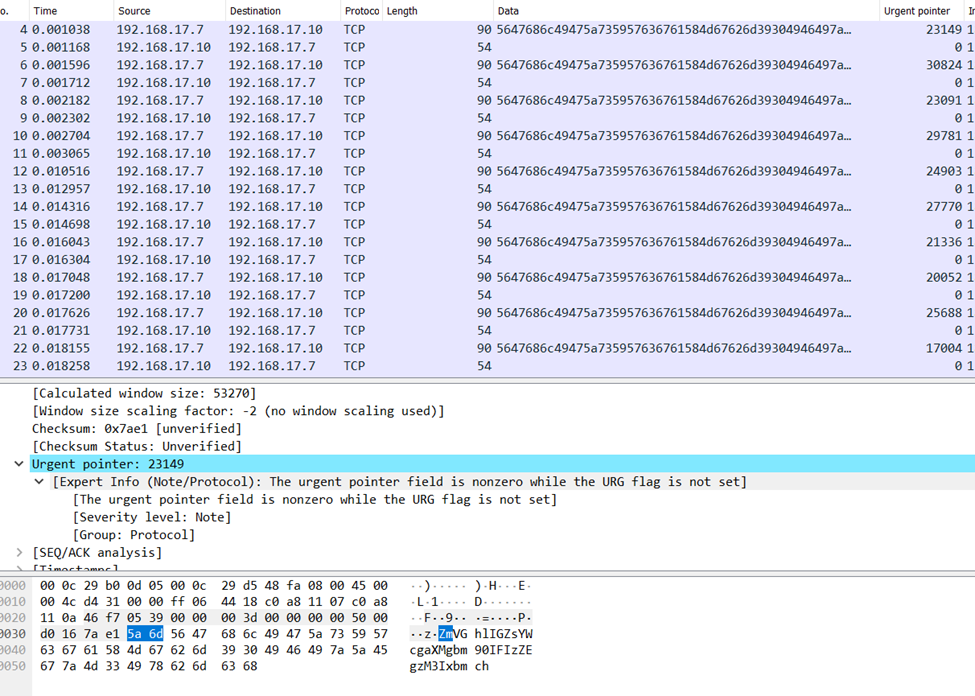 o. Time Source Destination Protoco Length Data Urgent pointer In
4 0.001038 192.168.17.7 192.168.17.10 TCP 90 5647686c49475a735957636761584d67626d39304946497a… 23149 1
5 0.001168 192.168.17.10 192.168.17.7 TCP 54 0 1
6 0.001596 192.168.17.7 192.168.17.10 TCP 90 5647686c49475a735957636761584d67626d39304946497a… 30824 1
7 0.001712 192.168.17.10 192.168.17.7 TCP 54 0 1
8 0.002182 192.168.17.7 192.168.17.10 TCP 90 5647686c49475a735957636761584d67626d39304946497a… 23091 1
9 0.002302 192.168.17.10 192.168.17.7 TCP 54 0 1
10 0.002704 192.168.17.7 192.168.17.10 TCP 90 5647686c49475a735957636761584d67626d39304946497a… 29781 1
11 0.003065 192.168.17.10 192.168.17.7 TCP 54 0 1
12 0.010516 192.168.17.7 192.168.17.10 TCP 90 5647686c49475a735957636761584d67626d39304946497a… 24903 1
13 0.012957 192.168.17.10 192.168.17.7 TCP 54 0 1
14 0.014316 192.168.17.7 192.168.17.10 TCP 90 5647686c49475a735957636761584d67626d39304946497a… 27770 1
15 0.014698 192.168.17.10 192.168.17.7 TCP 54 0 1
16 0.016043 192.168.17.7 192.168.17.10 TCP 90 5647686c49475a735957636761584d67626d39304946497a… 21336 1
17 0.016304 192.168.17.10 192.168.17.7 TCP 54 0 1
18 0.017048 192.168.17.7 192.168.17.10 TCP 90 5647686c49475a735957636761584d67626d39304946497a… 20052 1
19 0.017200 192.168.17.10 192.168.17.7 TCP 54 0 1
20 0.017626 192.168.17.7 192.168.17.10 TCP 90 5647686c49475a735957636761584d67626d39304946497a… 25688 1
21 0.017731 192.168.17.10 192.168.17.7 TCP 54 0 1
22 0.018155 192.168.17.7 192.168.17.10 TCP 90 5647686c49475a735957636761584d67626d39304946497a… 17004 1
23 0.018258 192.168.17.10 192.168.17.7 TCP 54 0 1
[Calculated window size: 53270]
[Window size scaling factor: -2 (no window scaling used)]
Checksum: 0x7ae1 [unverified]
[Checksum Status: Unverified]
Urgent pointer: 23149
[Expert Info (Note/Protocol): The urgent pointer field is nonzero while the URG flag is not set]
[The urgent pointer field is nonzero while the URG flag is not set]
[Severity level: Note]
[Group: Protocol]
[SEQ/ACK analysis]
[Timestamps]
0000 00 0c 29 b0 0d 05 00 0c 29 d5 48 fa 08 00 45 00 ··)····· )·H···E·
0010 00 4c d4 31 00 00 ff 06 44 18 c0 a8 11 07 c0 a8 ·L·1···· D·······
0020 11 0a 46 f7 05 39 00 00 00 3d 00 00 00 00 50 00 ··F··9·· ·=····P·
0030 d0 16 7a e1 5a 6d 56 47 68 6c 49 47 5a 73 59 57 ··z·ZmVG hlIGZsYW
0040 63 67 61 58 4d 67 62 6d 39 30 49 46 49 7a 5a 45 cgaXMgbm 90IFIzZE
0050 67 7a 4d 33 49 78 62 6d 63 68 gzM3Ixbm ch